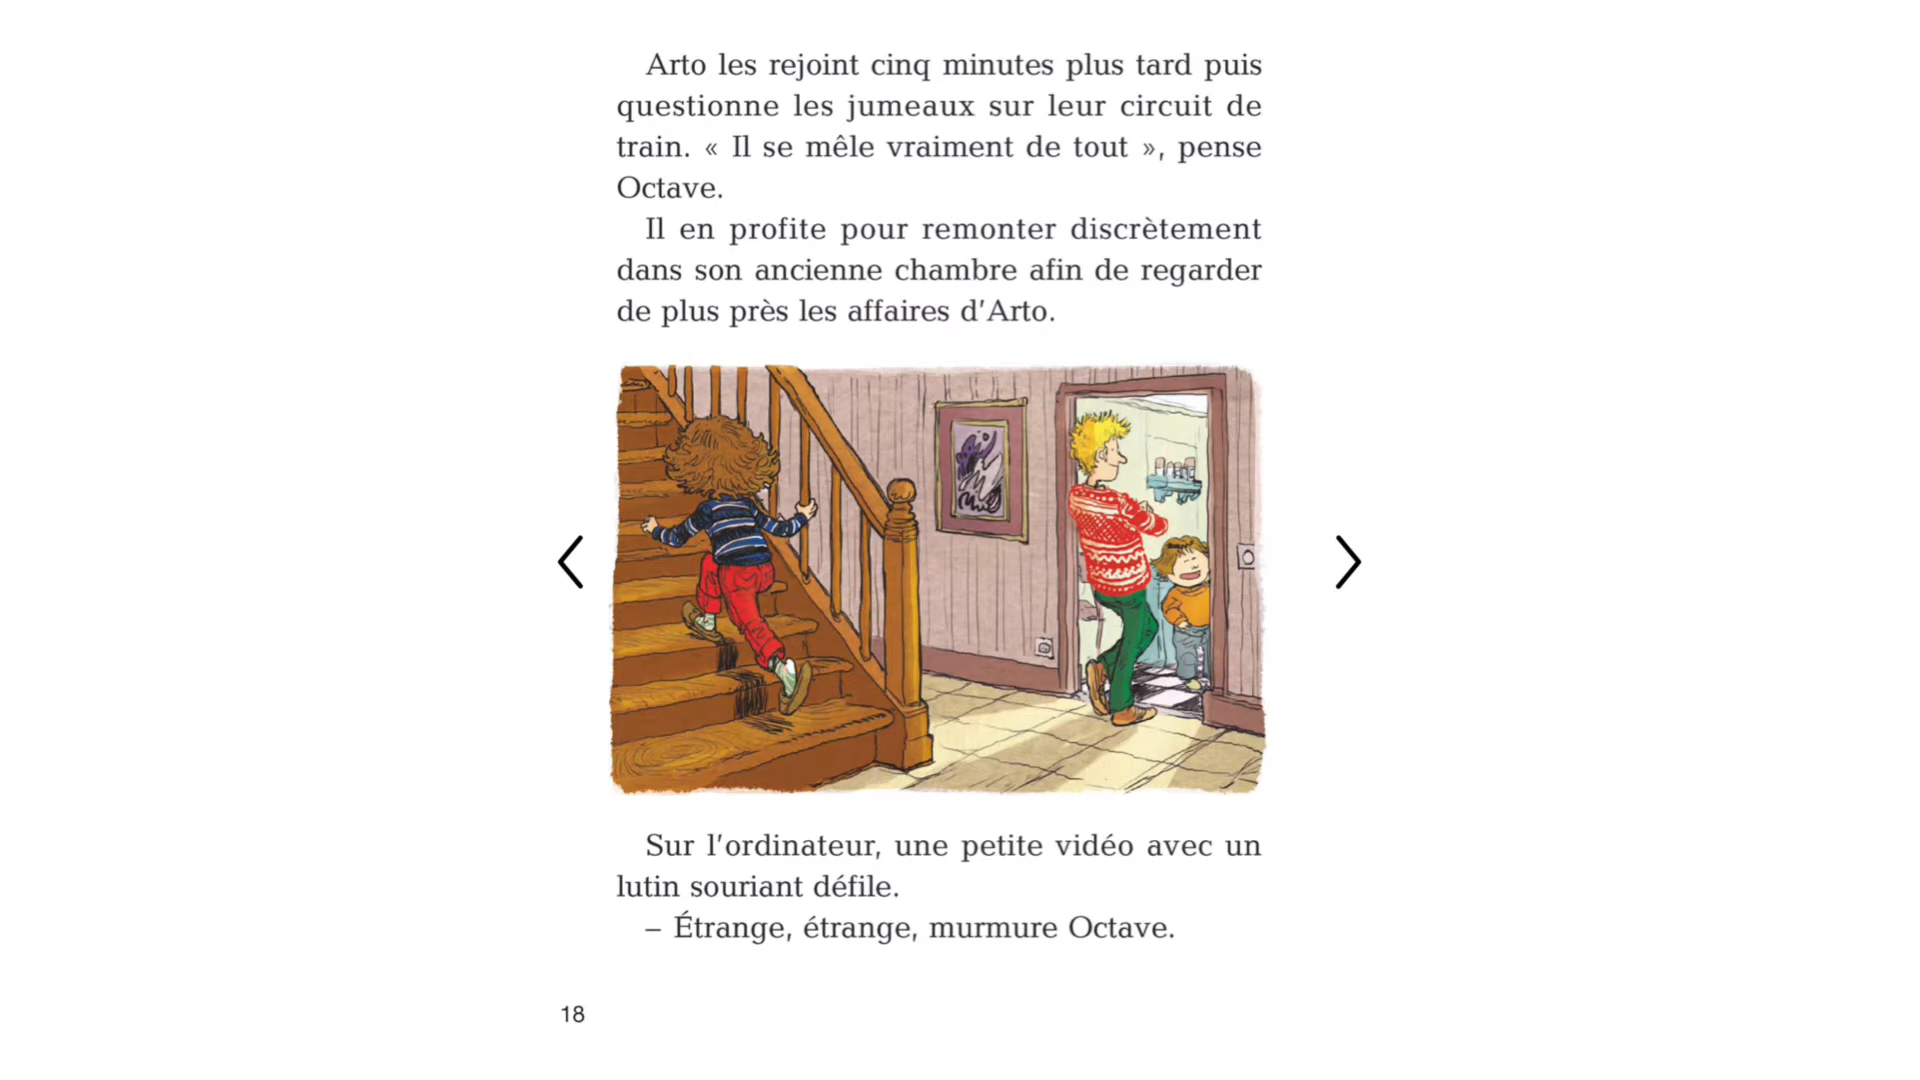 Arto les rejoint cinq minutes plus tard puis
questionne les jumeaux sur leur circuit de
train. « Il se mêle vraiment de tout », pense
Octave.
Il en profite pour remonter discrètement
dans son ancienne chambre afin de regarder
de plus près les affaires d’Arto.
Sur l’ordinateur, une petite vidéo avec un
lutin souriant défile.
– Étrange, étrange, murmure Octave.
18